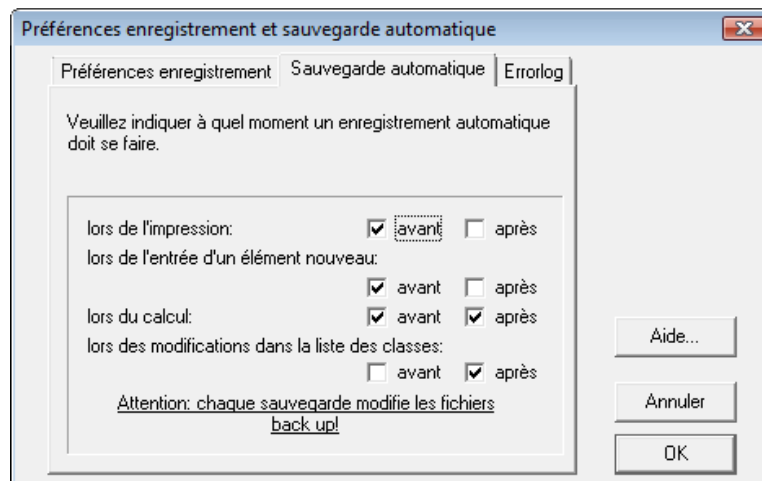 Préférences enregistrement et sauvegarde automatique
Préférences enregistrement Sauvegarde automatique Errorlog
Veuillez indiquer à quel moment un enregistrement automatique
doit se faire.
lors de l'impression: avant après
lors de l'entrée d'un élément nouveau:
avant après
lors du calcul: avant après
lors des modifications dans la liste des classes:
avant après
Attention: chaque sauvegarde modifie les fichiers
back up!
Aide...
Annuler
OK